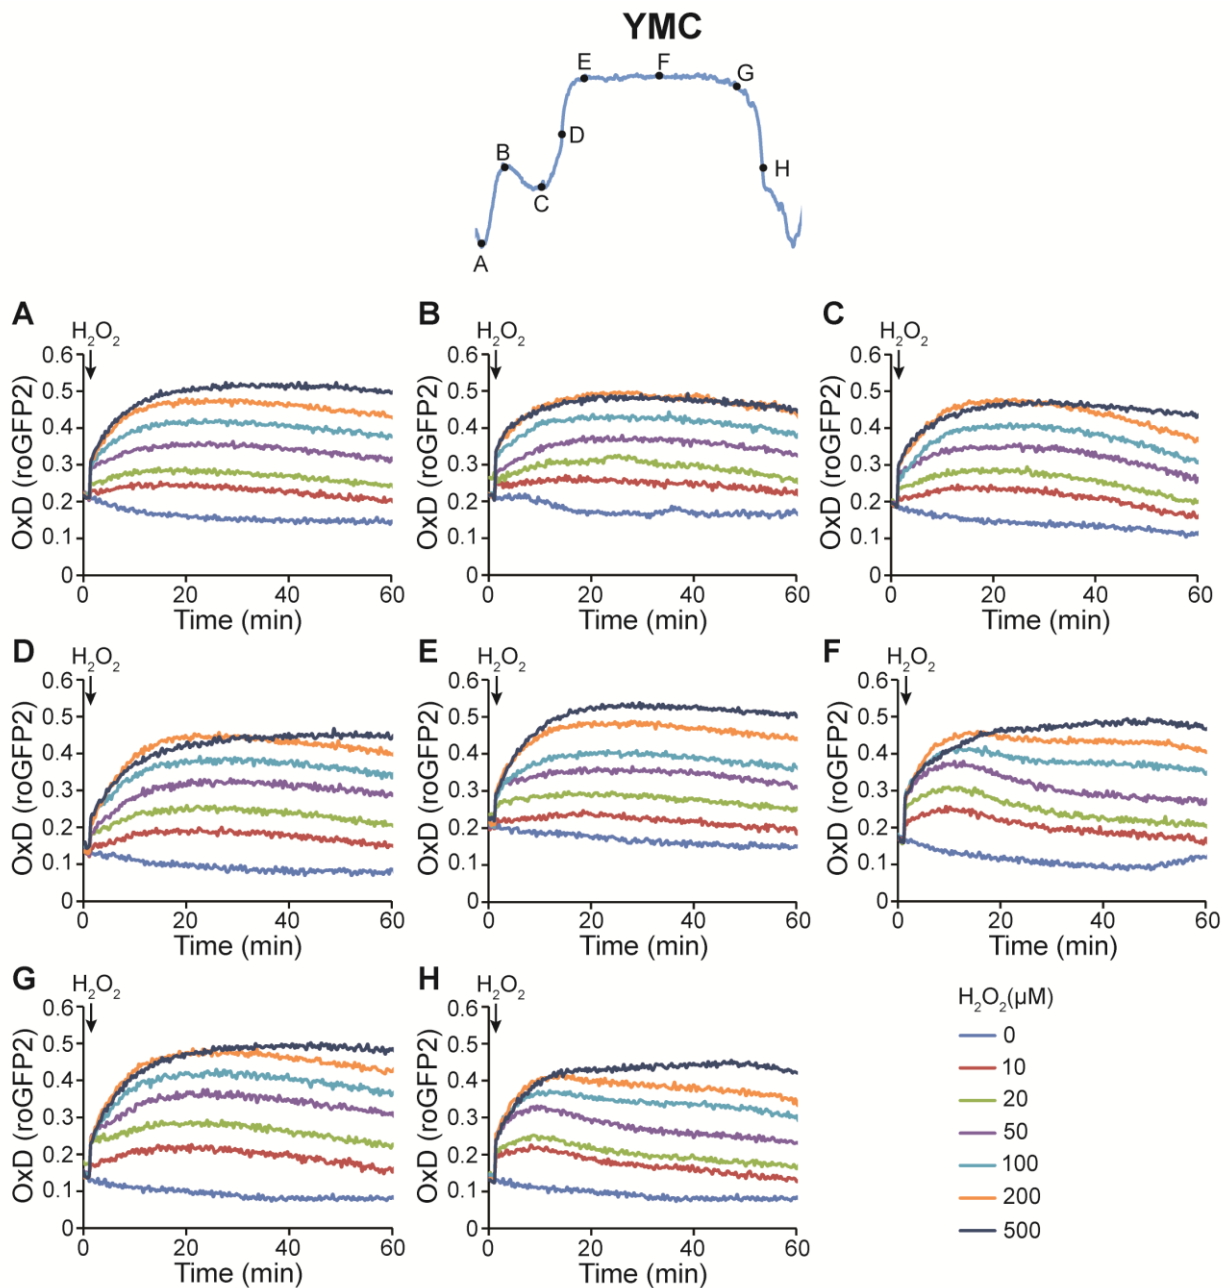 YMC
E
F
G
B
D
H
C
A
A
H₂O₂
0.6
0.5
0.4
0.3
0.2
0.1
0
OxD (roGFP2)
0 20 40 60
Time (min)
B
H₂O₂
0.6
0.5
0.4
0.3
0.2
0.1
0
OxD (roGFP2)
0 20 40 60
Time (min)
C
H₂O₂
0.6
0.5
0.4
0.3
0.2
0.1
0
OxD (roGFP2)
0 20 40 60
Time (min)
D
H₂O₂
0.6
0.5
0.4
0.3
0.2
0.1
0
OxD (roGFP2)
0 20 40 60
Time (min)
E
H₂O₂
0.6
0.5
0.4
0.3
0.2
0.1
0
OxD (roGFP2)
0 20 40 60
Time (min)
F
H₂O₂
0.6
0.5
0.4
0.3
0.2
0.1
0
OxD (roGFP2)
0 20 40 60
Time (min)
G
H₂O₂
0.6
0.5
0.4
0.3
0.2
0.1
0
OxD (roGFP2)
0 20 40 60
Time (min)
H
H₂O₂
0.6
0.5
0.4
0.3
0.2
0.1
0
OxD (roGFP2)
0 20 40 60
Time (min)
H₂O₂(µM)
0
10
20
50
100
200
500